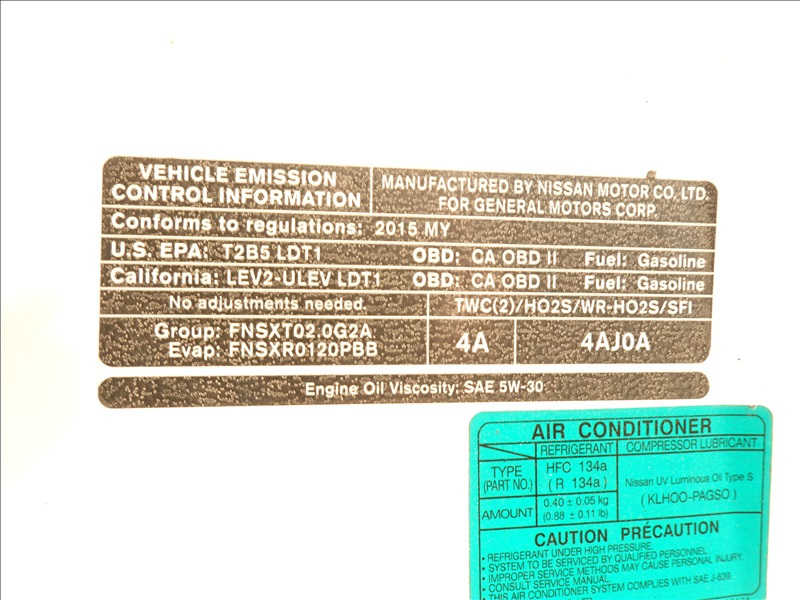 VEHICLE EMISSION
CONTROL INFORMATION
MANUFACTURED BY NISSAN MOTOR CO., LTD.
FOR GENERAL MOTORS CORP.
Conforms to regulations: 2015 MY
U.S. EPA: T2B5 LDT1 OBD: CA OBD II Fuel: Gasoline
California: LEV2-ULEV LDT1 OBD: CA OBD II Fuel: Gasoline
No adjustments needed. TWC(2)/HO2S/WR-HO2S/SFI
Group: FNSXT02.0G2A
Evap: FNSXR0120PBB
4A
4AJ0A
Engine Oil Viscosity: SAE 5W-30
AIR CONDITIONER
REFRIGERANT COMPRESSOR LUBRICANT
TYPE
(PART NO.)
HFC 134a
(R 134a)
Nissan UV Luminous Oil Type S
(KLHOO-PAGSO)
AMOUNT
0.40 ± 0.05 kg
(0.88 ± 0.11 lb)
CAUTION PRÉCAUTION
• REFRIGERANT UNDER HIGH PRESSURE.
• SYSTEM TO BE SERVICED BY QUALIFIED PERSONNEL.
• IMPROPER SERVICE METHODS MAY CAUSE PERSONAL INJURY.
• CONSULT SERVICE MANUAL.
• THIS AIR CONDITIONER SYSTEM COMPLIES WITH SAE J-639.